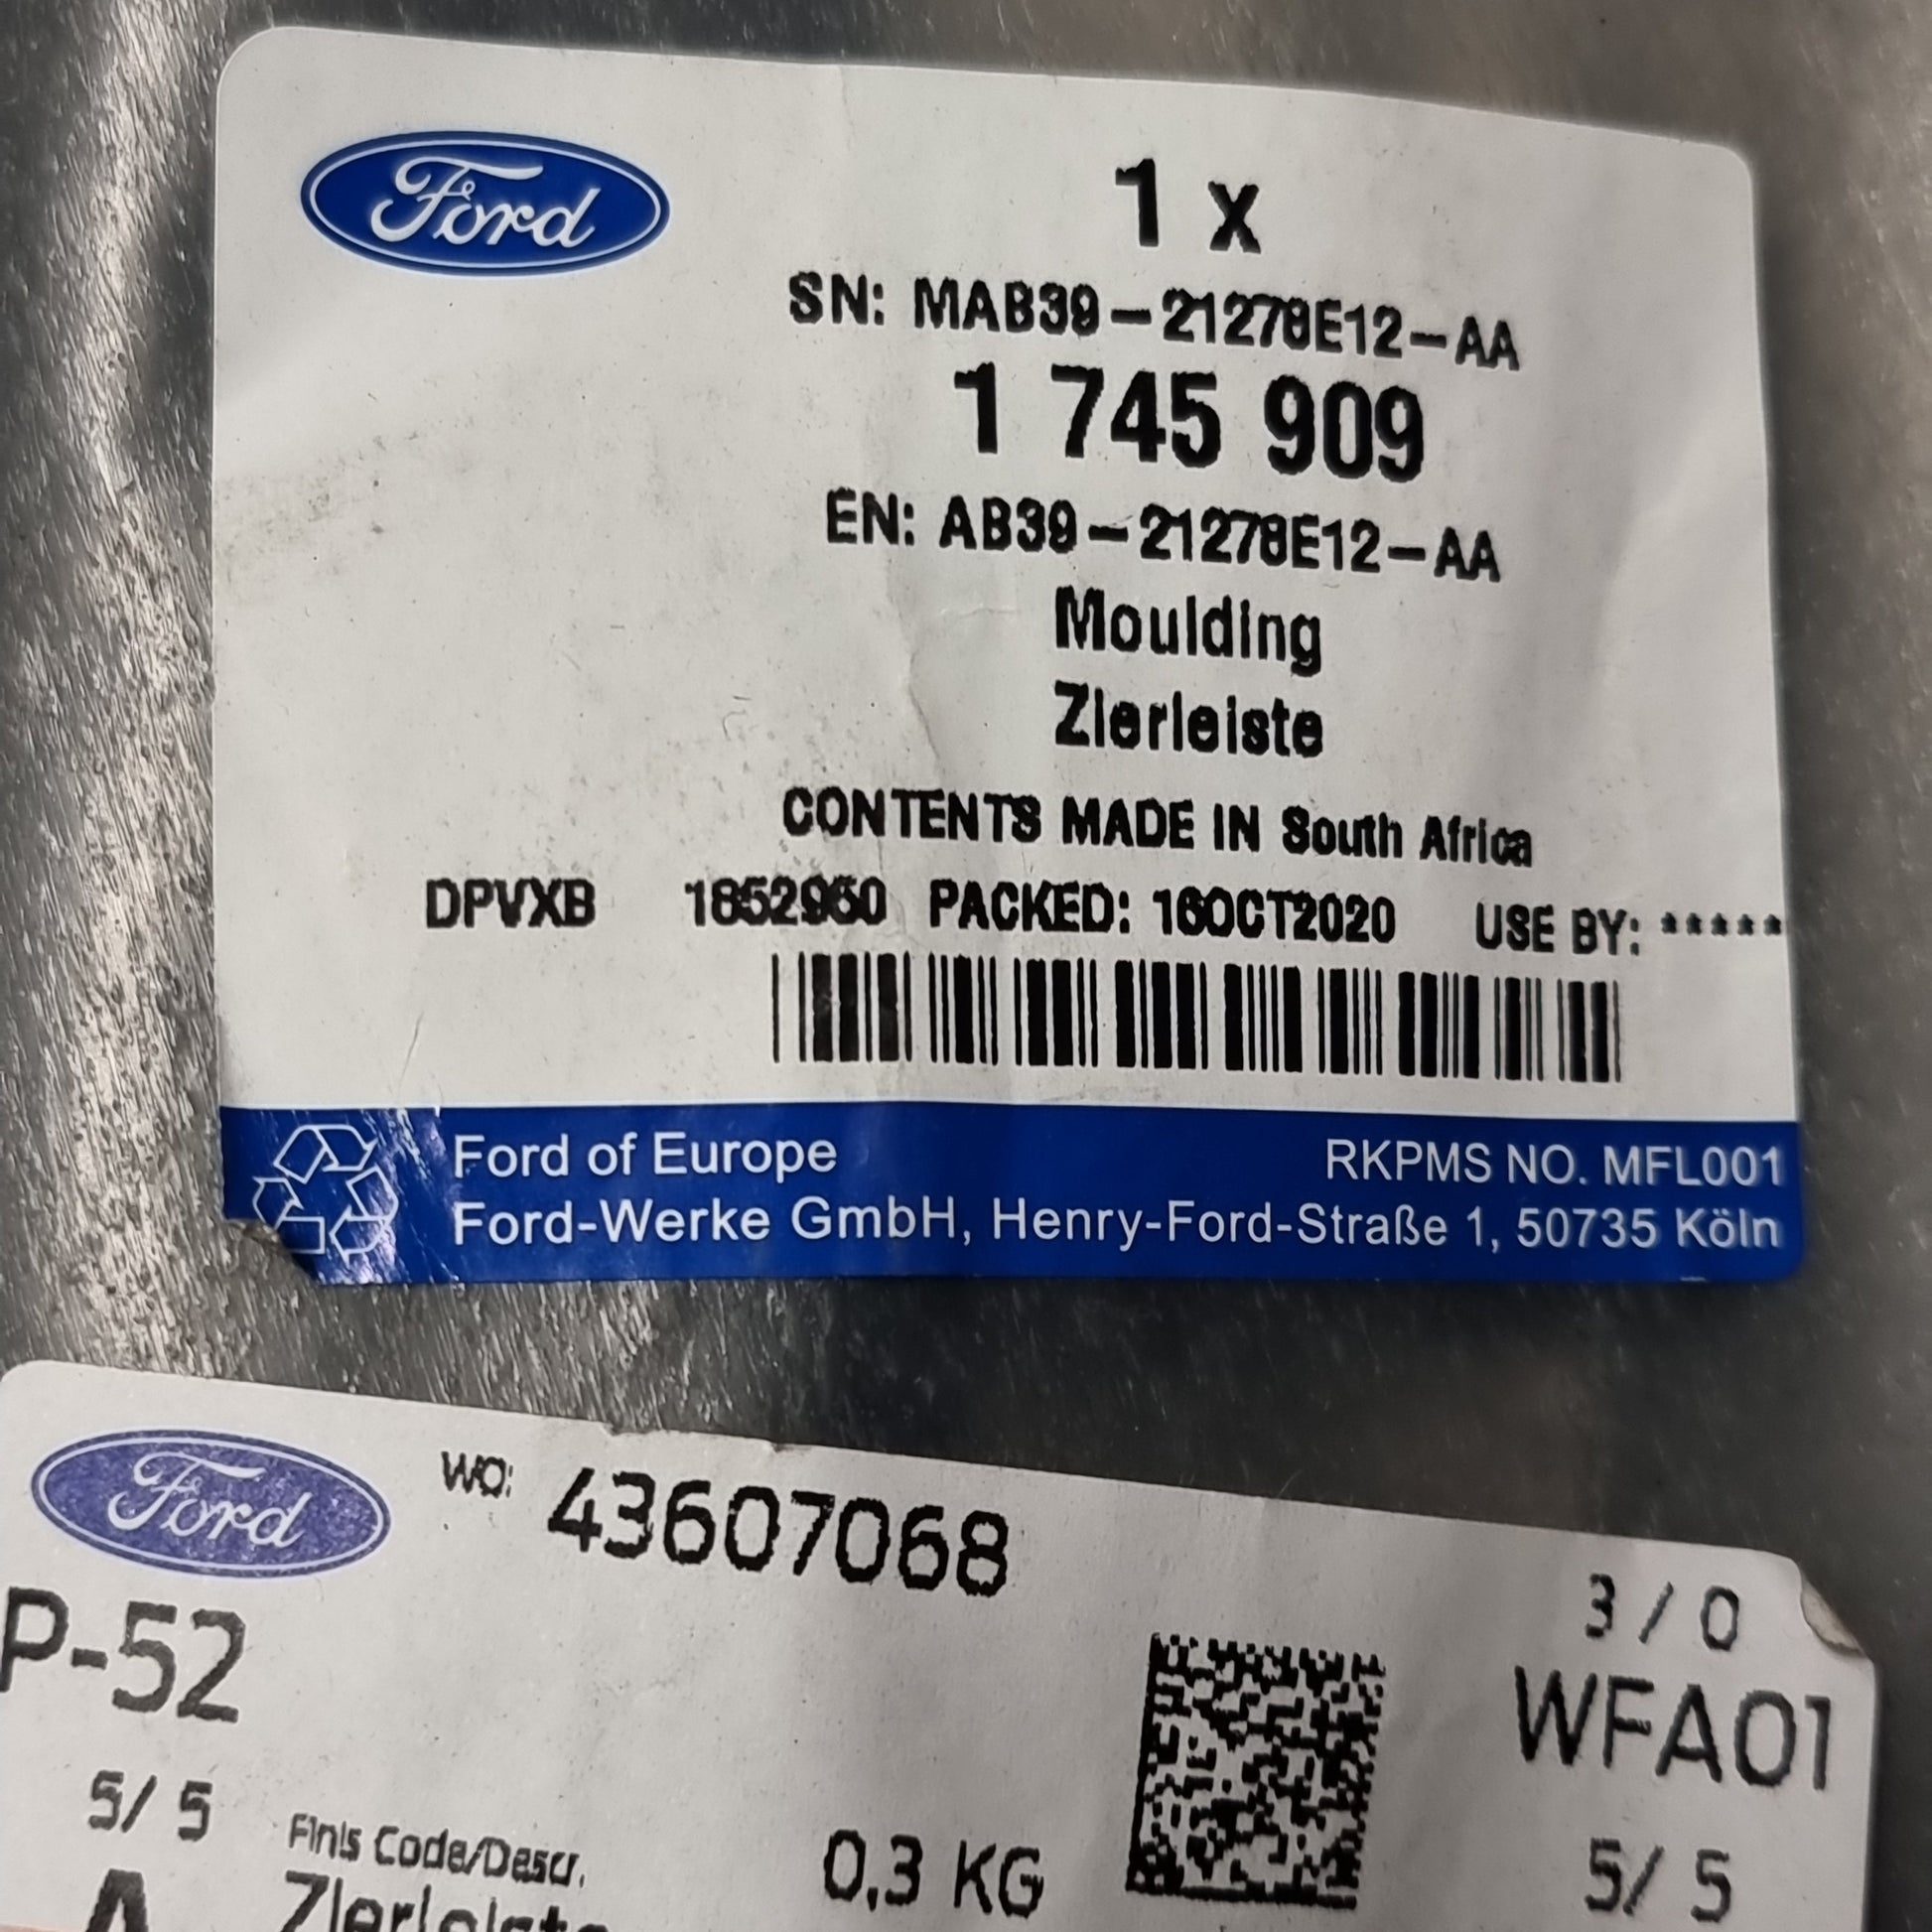 Ford
1 x
SN: MAB39-21278E12-AA
1 745 909
EN: AB39-21278E12-AA
Moulding
Zierleiste
CONTENTS MADE IN South Africa
DPVXB 1852950 PACKED: 16OCT2020 USE BY: *****
Ford of Europe RKPMS NO. MFL001
Ford-Werke GmbH, Henry-Ford-Straße 1, 50735 Köln
Ford WO: 43607068
3 / 0
P-52 WFA01
5/ 5 Finis Code/Descr. 0,3 KG 5/ 5
A Zierleiste